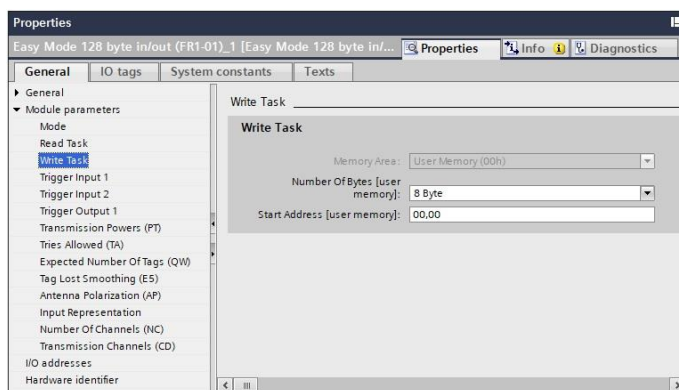 Properties
Easy Mode 128 byte in/out (FR1-01)_1 [Easy Mode 128 byte in/... Properties Info Diagnostics
General IO tags System constants Texts
General
Module parameters
Mode
Read Task
Write Task
Trigger Input 1
Trigger Input 2
Trigger Output 1
Transmission Powers (PT)
Tries Allowed (TA)
Expected Number Of Tags (QW)
Tag Lost Smoothing (E5)
Antenna Polarization (AP)
Input Representation
Number Of Channels (NC)
Transmission Channels (CD)
I/O addresses
Hardware identifier
Write Task
Write Task
Memory Area: User Memory (00h)
Number Of Bytes [user
memory]: 8 Byte
Start Address [user memory]: 00,00